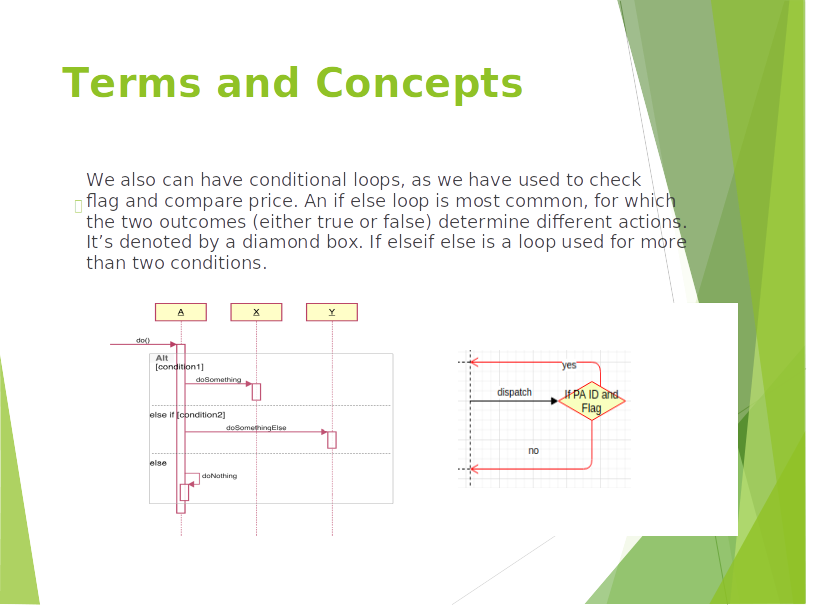 Terms and Concepts
We also can have conditional loops, as we have used to check
flag and compare price. An if else loop is most common, for which
the two outcomes (either true or false) determine different actions.
It’s denoted by a diamond box. If elseif else is a loop used for more
than two conditions.
A X Y
do()
Alt
[condition1]
doSomething
else if [condition2]
doSomethingElse
else
doNothing
yes
dispatch
If PA ID and
Flag
no